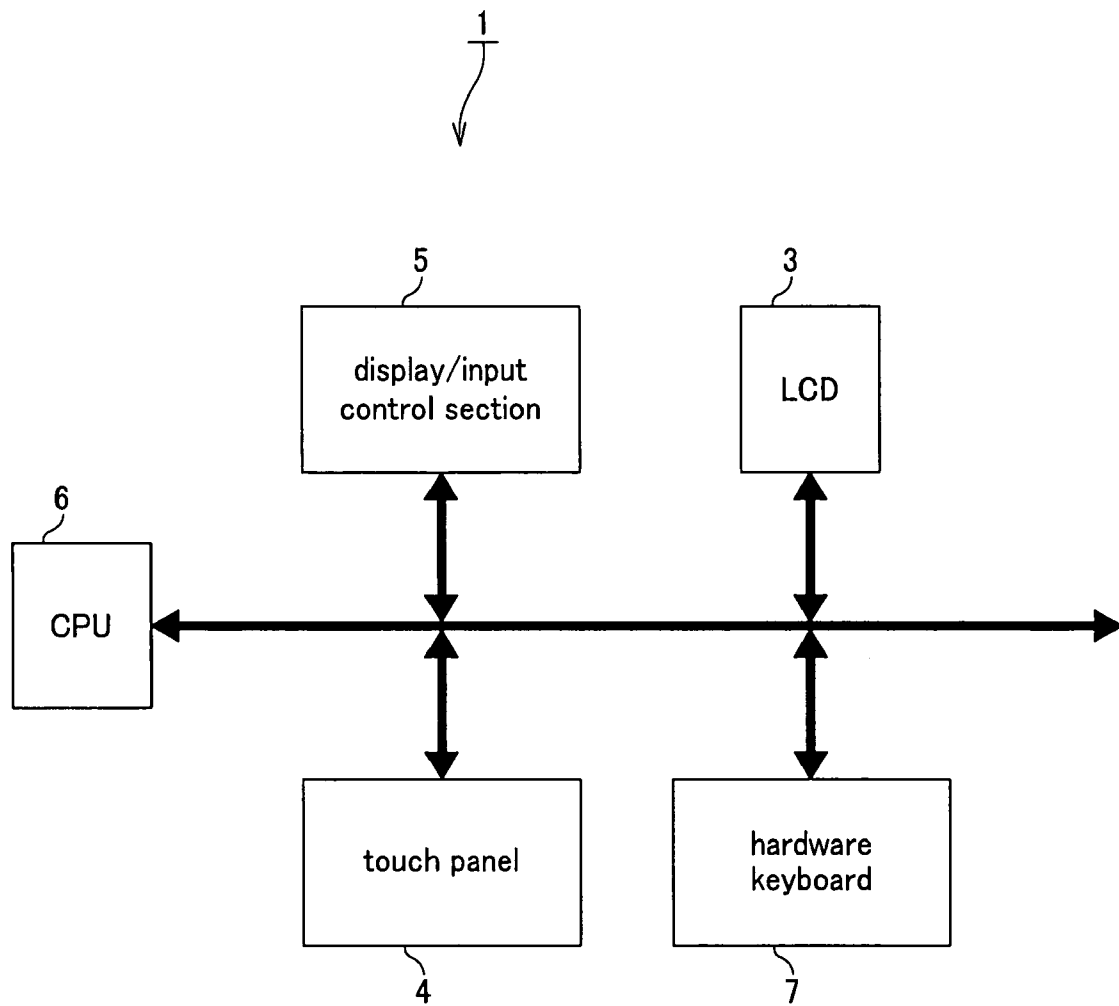 1
5
3
display/input
control section
LCD
6
CPU
touch panel
hardware
keyboard
4
7